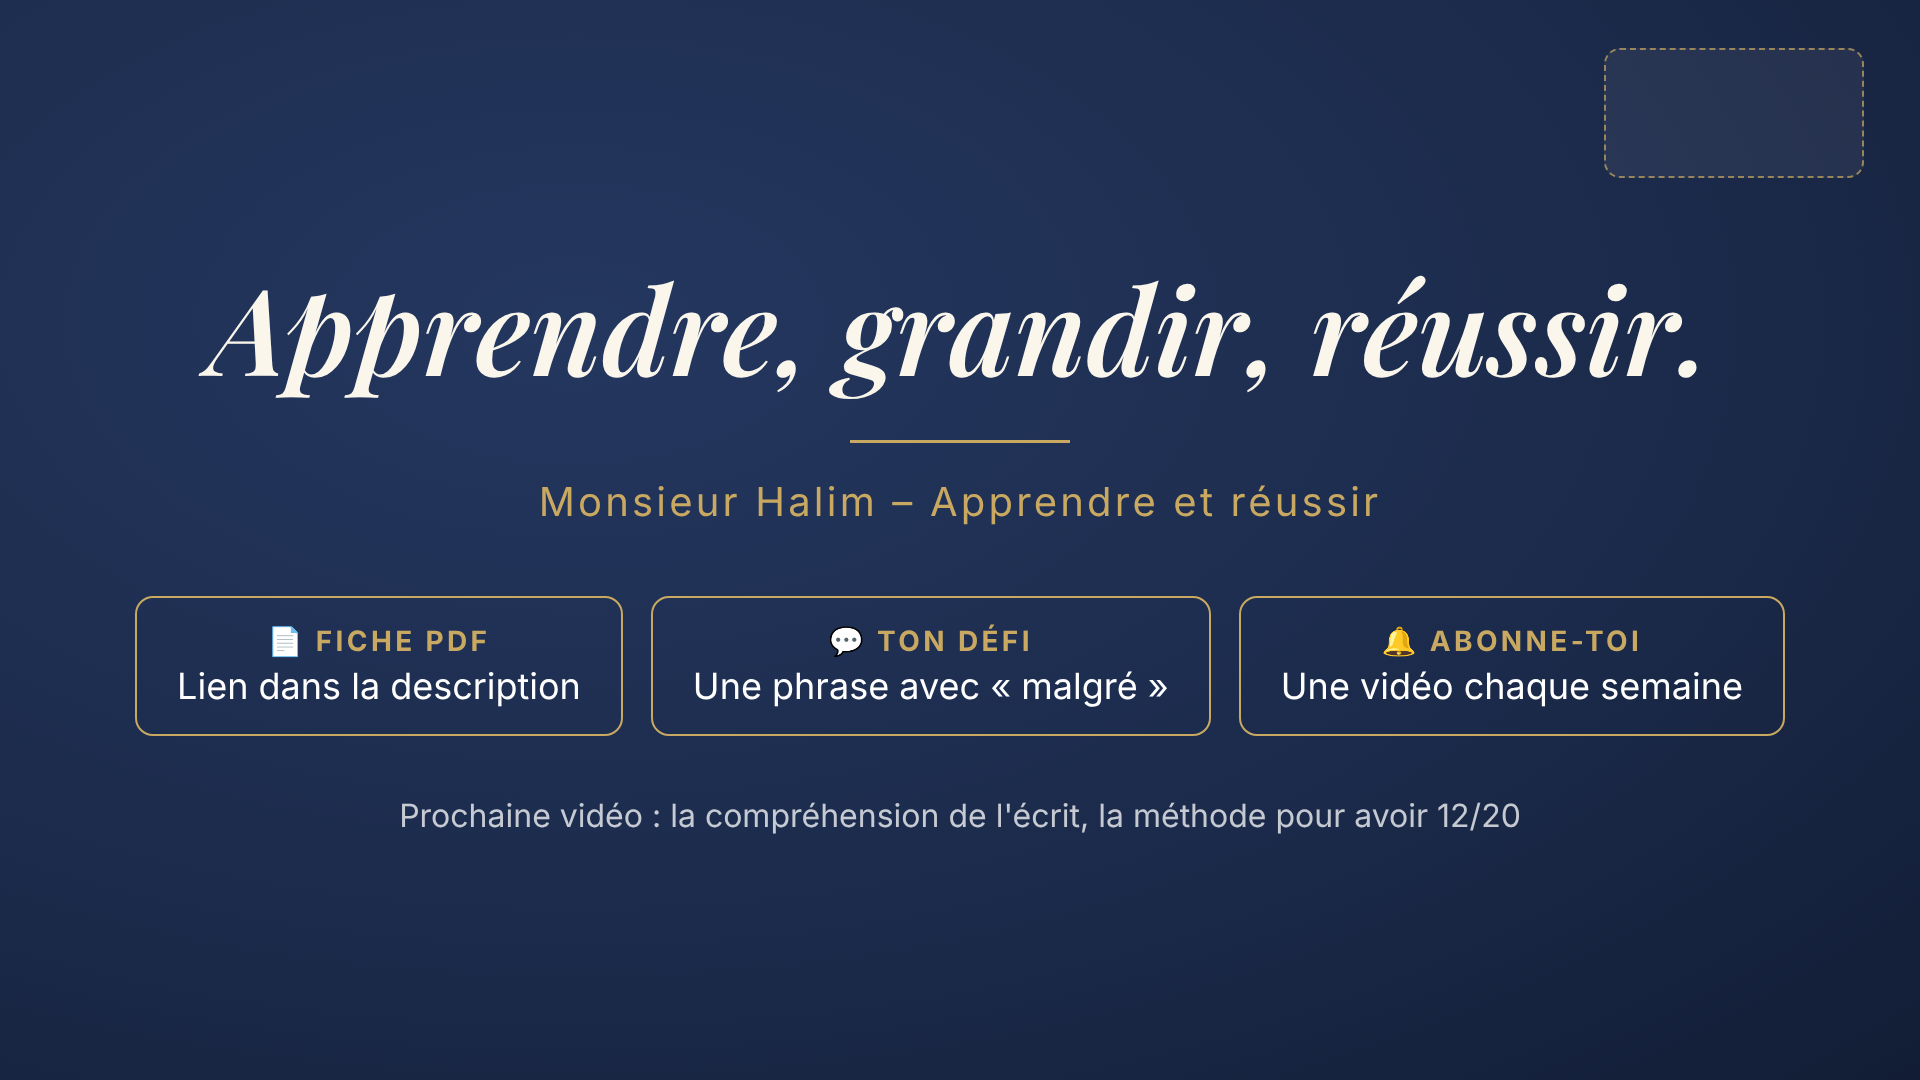 Apprendre, grandir, réussir.
Monsieur Halim – Apprendre et réussir
📄 FICHE PDF
Lien dans la description
💬 TON DÉFI
Une phrase avec « malgré »
🔔 ABONNE-TOI
Une vidéo chaque semaine
Prochaine vidéo : la compréhension de l'écrit, la méthode pour avoir 12/20